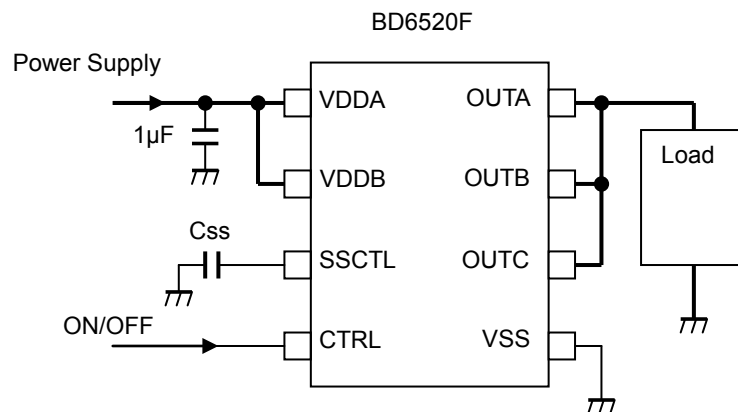 BD6520F
Power Supply
1µF
VDDA
OUTA
VDDB
OUTB
Load
Css
SSCTL
OUTC
ON/OFF
CTRL
VSS